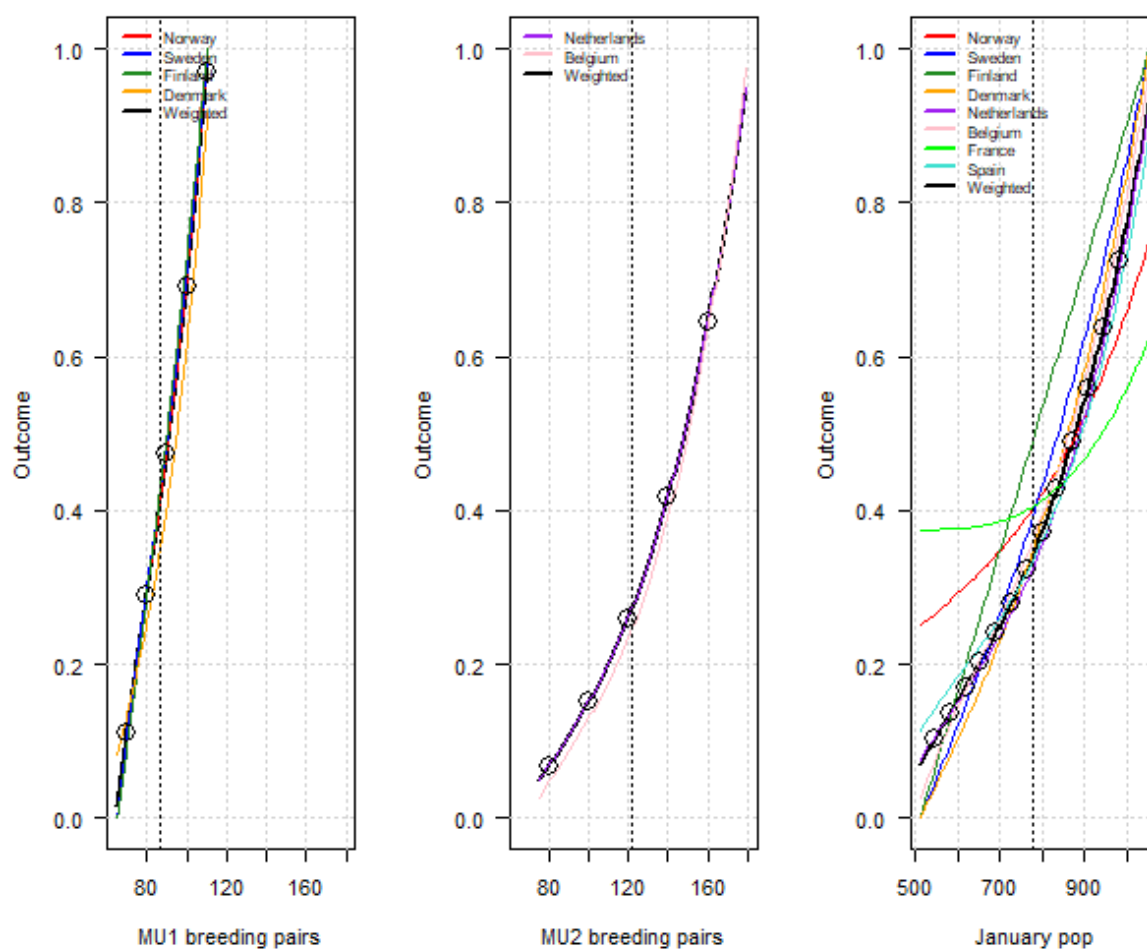 Norway
Sweden
Finland
Denmark
Weighted
1.0
0.8
0.6
0.4
0.2
0.0
Outcome
80
120
160
MU1 breeding pairs
Netherlands
Belgium
Weighted
1.0
0.8
0.6
0.4
0.2
0.0
Outcome
80
120
160
MU2 breeding pairs
Norway
Sweden
Finland
Denmark
Netherlands
Belgium
France
Spain
Weighted
1.0
0.8
0.6
0.4
0.2
0.0
Outcome
500
700
900
January pop